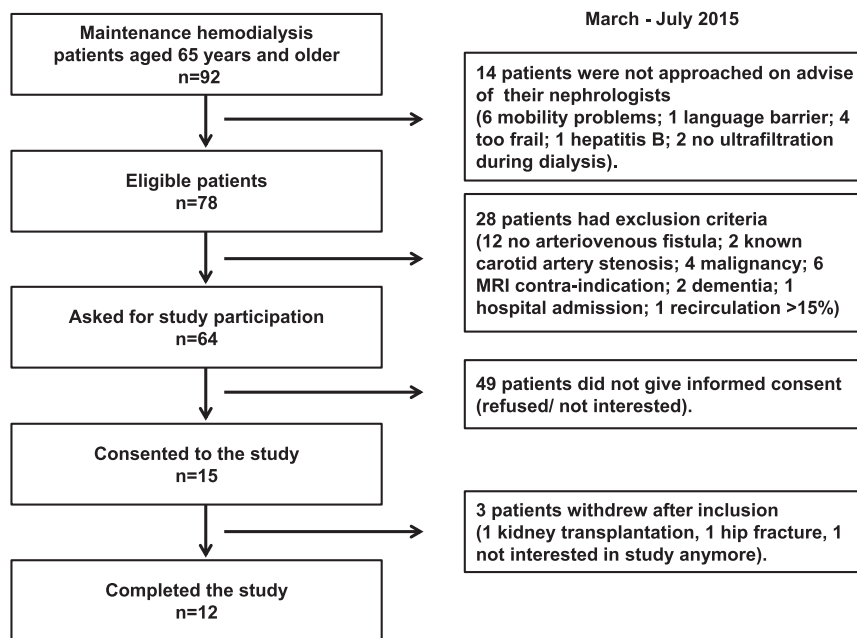 March - July 2015
Maintenance hemodialysis
patients aged 65 years and older
n=92
14 patients were not approached on advise
of their nephrologists
(6 mobility problems; 1 language barrier; 4
too frail; 1 hepatitis B; 2 no ultrafiltration
during dialysis).
Eligible patients
n=78
28 patients had exclusion criteria
(12 no arteriovenous fistula; 2 known
carotid artery stenosis; 4 malignancy; 6
MRI contra-indication; 2 dementia; 1
hospital admission; 1 recirculation >15%)
Asked for study participation
n=64
49 patients did not give informed consent
(refused/ not interested).
Consented to the study
n=15
3 patients withdrew after inclusion
(1 kidney transplantation, 1 hip fracture, 1
not interested in study anymore).
Completed the study
n=12